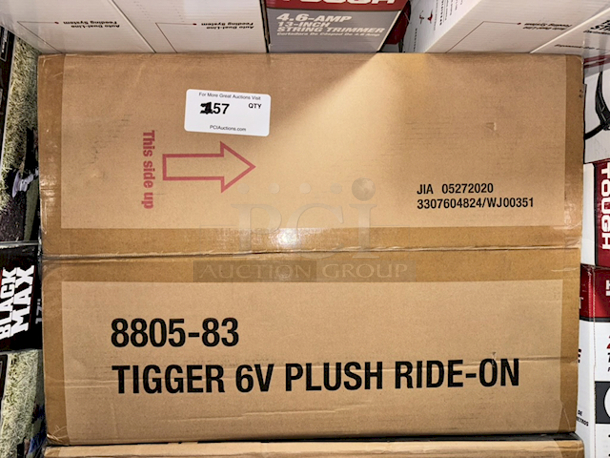 4.6-AMP
13-INCH
STRING TRIMMER
For More Great Auctions Visit
157 QTY
PCIAuctions.com
This side up
JIA 05272020
3307604824/WJ00351
PCI
AUCTION GROUP
BLACK
MAX
TOUGH
8805-83
TIGGER 6V PLUSH RIDE-ON